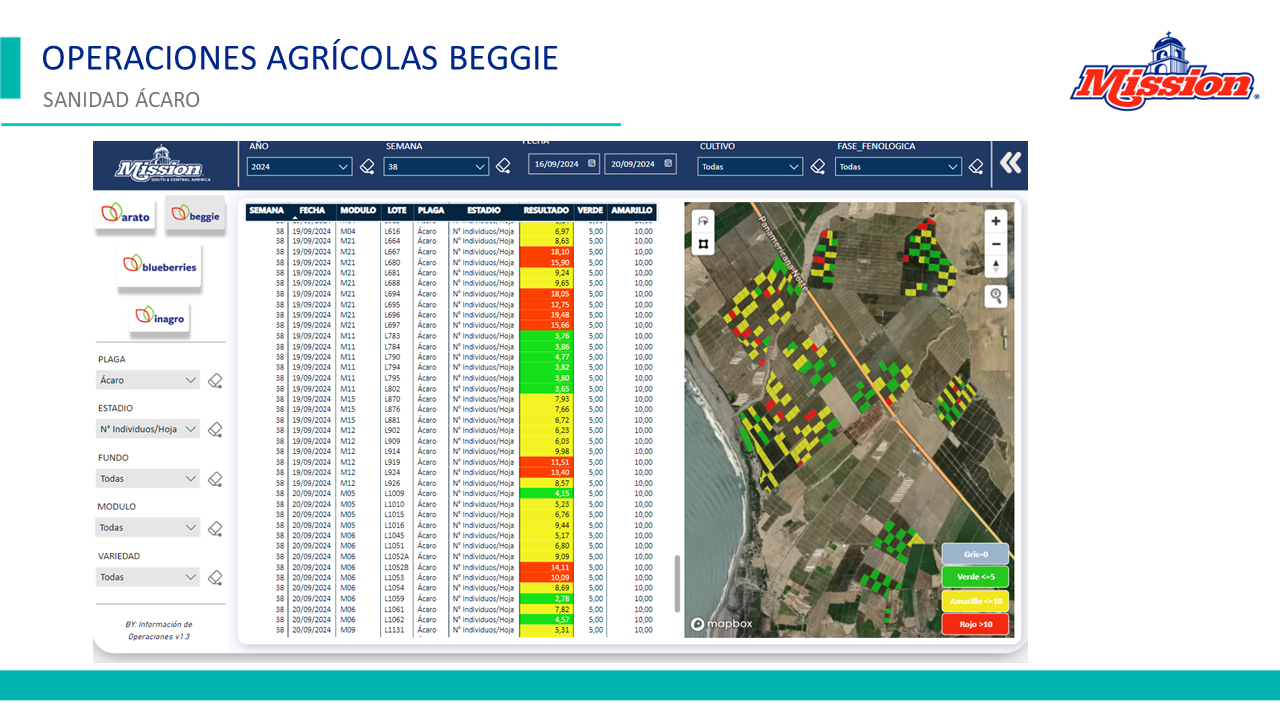 OPERACIONES AGRÍCOLAS BEGGIE
SANIDAD ÁCARO
Mission
Mission
SOUTH & CENTRAL AMERICA
AÑO
2024
SEMANA
38
FECHA
16/09/2024
20/09/2024
CULTIVO
Todas
FASE_FENOLOGICA
Todas
arato
beggie
blueberries
inagro
PLAGA
Ácaro
ESTADIO
N° Individuos/Hoja
FUNDO
Todas
MODULO
Todas
VARIEDAD
Todas
BY: Información de
Operaciones v1.3
SEMANA FECHA MODULO LOTE PLAGA ESTADIO RESULTADO VERDE AMARILLO
38 19/09/2024 M04 L616 Ácaro N° Individuos/Hoja 6,97 5,00 10,00
38 19/09/2024 M21 L664 Ácaro N° Individuos/Hoja 8,63 5,00 10,00
38 19/09/2024 M21 L667 Ácaro N° Individuos/Hoja 18,10 5,00 10,00
38 19/09/2024 M21 L680 Ácaro N° Individuos/Hoja 15,90 5,00 10,00
38 19/09/2024 M21 L681 Ácaro N° Individuos/Hoja 9,24 5,00 10,00
38 19/09/2024 M21 L688 Ácaro N° Individuos/Hoja 9,65 5,00 10,00
38 19/09/2024 M21 L694 Ácaro N° Individuos/Hoja 18,05 5,00 10,00
38 19/09/2024 M21 L695 Ácaro N° Individuos/Hoja 12,75 5,00 10,00
38 19/09/2024 M21 L696 Ácaro N° Individuos/Hoja 19,48 5,00 10,00
38 19/09/2024 M21 L697 Ácaro N° Individuos/Hoja 15,66 5,00 10,00
38 19/09/2024 M11 L783 Ácaro N° Individuos/Hoja 3,76 5,00 10,00
38 19/09/2024 M11 L784 Ácaro N° Individuos/Hoja 3,86 5,00 10,00
38 19/09/2024 M11 L790 Ácaro N° Individuos/Hoja 4,77 5,00 10,00
38 19/09/2024 M11 L794 Ácaro N° Individuos/Hoja 3,82 5,00 10,00
38 19/09/2024 M11 L795 Ácaro N° Individuos/Hoja 3,80 5,00 10,00
38 19/09/2024 M11 L802 Ácaro N° Individuos/Hoja 3,65 5,00 10,00
38 19/09/2024 M15 L870 Ácaro N° Individuos/Hoja 7,93 5,00 10,00
38 19/09/2024 M15 L876 Ácaro N° Individuos/Hoja 7,66 5,00 10,00
38 19/09/2024 M15 L881 Ácaro N° Individuos/Hoja 6,72 5,00 10,00
38 19/09/2024 M12 L902 Ácaro N° Individuos/Hoja 6,23 5,00 10,00
38 19/09/2024 M12 L909 Ácaro N° Individuos/Hoja 6,03 5,00 10,00
38 19/09/2024 M12 L914 Ácaro N° Individuos/Hoja 9,98 5,00 10,00
38 19/09/2024 M12 L919 Ácaro N° Individuos/Hoja 11,51 5,00 10,00
38 19/09/2024 M12 L924 Ácaro N° Individuos/Hoja 13,40 5,00 10,00
38 19/09/2024 M12 L926 Ácaro N° Individuos/Hoja 8,57 5,00 10,00
38 20/09/2024 M05 L1009 Ácaro N° Individuos/Hoja 4,15 5,00 10,00
38 20/09/2024 M05 L1010 Ácaro N° Individuos/Hoja 5,23 5,00 10,00
38 20/09/2024 M05 L1015 Ácaro N° Individuos/Hoja 6,76 5,00 10,00
38 20/09/2024 M05 L1016 Ácaro N° Individuos/Hoja 9,44 5,00 10,00
38 20/09/2024 M06 L1045 Ácaro N° Individuos/Hoja 5,17 5,00 10,00
38 20/09/2024 M06 L1051 Ácaro N° Individuos/Hoja 6,80 5,00 10,00
38 20/09/2024 M06 L1052A Ácaro N° Individuos/Hoja 9,09 5,00 10,00
38 20/09/2024 M06 L1052B Ácaro N° Individuos/Hoja 14,11 5,00 10,00
38 20/09/2024 M06 L1053 Ácaro N° Individuos/Hoja 10,09 5,00 10,00
38 20/09/2024 M06 L1054 Ácaro N° Individuos/Hoja 8,69 5,00 10,00
38 20/09/2024 M06 L1059 Ácaro N° Individuos/Hoja 2,78 5,00 10,00
38 20/09/2024 M06 L1061 Ácaro N° Individuos/Hoja 7,82 5,00 10,00
38 20/09/2024 M06 L1062 Ácaro N° Individuos/Hoja 4,57 5,00 10,00
38 20/09/2024 M09 L1131 Ácaro N° Individuos/Hoja 5,31 5,00 10,00
Panamericana Norte
Gris=0
Verde <=5
Amarillo <=10
Rojo >10
mapbox